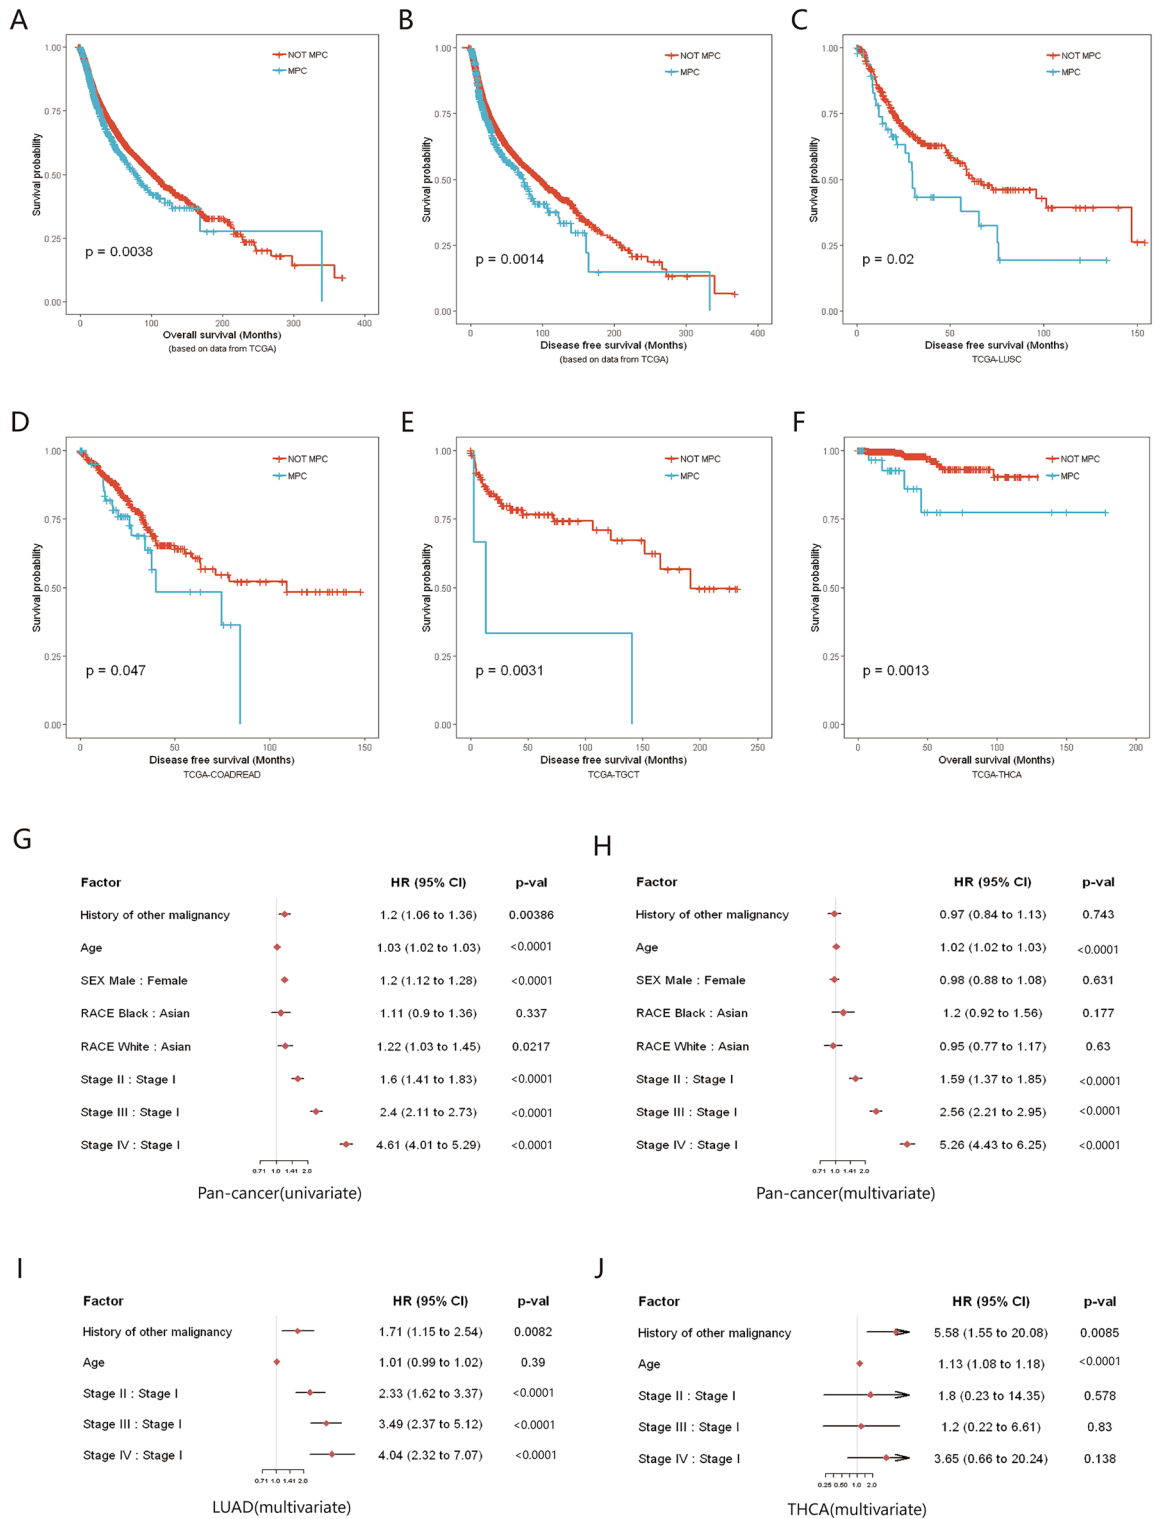 A
1.00
0.75
0.50
0.25
0.00
Survival probability
NOT MPC
MPC
p = 0.0038
0 100 200 300 400
Overall survival (Months)
(based on data from TCGA)
B
1.00
0.75
0.50
0.25
0.00
Survival probability
NOT MPC
MPC
p = 0.0014
0 100 200 300 400
Disease free survival (Months)
(based on data from TCGA)
C
1.00
0.75
0.50
0.25
0.00
Survival probability
NOT MPC
MPC
p = 0.02
0 50 100 150
Disease free survival (Months)
TCGA-LUSC
D
1.00
0.75
0.50
0.25
0.00
Survival probability
NOT MPC
MPC
p = 0.047
0 50 100 150
Disease free survival (Months)
TCGA-COADREAD
E
1.00
0.75
0.50
0.25
0.00
Survival probability
NOT MPC
MPC
p = 0.0031
0 50 100 150 200 250
Disease free survival (Months)
TCGA-TGCT
F
1.00
0.75
0.50
0.25
0.00
Survival probability
NOT MPC
MPC
p = 0.0013
0 50 100 150 200
Overall survival (Months)
TCGA-THCA
G
Factor HR (95% CI) p-val
History of other malignancy 1.2 (1.06 to 1.36) 0.00386
Age 1.03 (1.02 to 1.03) <0.0001
SEX Male : Female 1.2 (1.12 to 1.28) <0.0001
RACE Black : Asian 1.11 (0.9 to 1.36) 0.337
RACE White : Asian 1.22 (1.03 to 1.45) 0.0217
Stage II : Stage I 1.6 (1.41 to 1.83) <0.0001
Stage III : Stage I 2.4 (2.11 to 2.73) <0.0001
Stage IV : Stage I 4.61 (4.01 to 5.29) <0.0001
0.71 1.0 1.41 2.0
Pan-cancer(univariate)
H
Factor HR (95% CI) p-val
History of other malignancy 0.97 (0.84 to 1.13) 0.743
Age 1.02 (1.02 to 1.03) <0.0001
SEX Male : Female 0.98 (0.88 to 1.08) 0.631
RACE Black : Asian 1.2 (0.92 to 1.56) 0.177
RACE White : Asian 0.95 (0.77 to 1.17) 0.63
Stage II : Stage I 1.59 (1.37 to 1.85) <0.0001
Stage III : Stage I 2.56 (2.21 to 2.95) <0.0001
Stage IV : Stage I 5.26 (4.43 to 6.25) <0.0001
0.71 1.0 1.41 2.0
Pan-cancer(multivariate)
I
Factor HR (95% CI) p-val
History of other malignancy 1.71 (1.15 to 2.54) 0.0082
Age 1.01 (0.99 to 1.02) 0.39
Stage II : Stage I 2.33 (1.62 to 3.37) <0.0001
Stage III : Stage I 3.49 (2.37 to 5.12) <0.0001
Stage IV : Stage I 4.04 (2.32 to 7.07) <0.0001
0.71 1.0 1.41 2.0
LUAD(multivariate)
J
Factor HR (95% CI) p-val
History of other malignancy 5.58 (1.55 to 20.08) 0.0085
Age 1.13 (1.08 to 1.18) <0.0001
Stage II : Stage I 1.8 (0.23 to 14.35) 0.578
Stage III : Stage I 1.2 (0.22 to 6.61) 0.83
Stage IV : Stage I 3.65 (0.66 to 20.24) 0.138
0.25 0.50 1.0 2.0
THCA(multivariate)